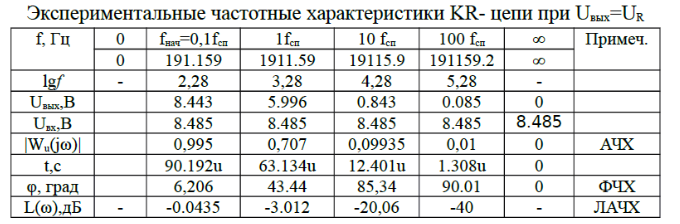 Экспериментальные частотные характеристики KR- цепи при Uвых=UR
f, Гц 0 fнач=0,1fсп 1fсп 10 fсп 100 fсп ∞ Примеч.
0 191.159 1911.59 19115.9 191159.2 ∞
lgf - 2,28 3,28 4,28 5,28 -
Uвых,В 8.443 5.996 0.843 0.085 0
Uвх,В 8.485 8.485 8.485 8.485 8.485
|Wu(jω)| 0,995 0,707 0,09935 0,01 0 АЧХ
t,с 90.192u 63.134u 12.401u 1.308u 0
φ, град 6,206 43.44 85,34 90.01 0 ФЧХ
L(ω),дБ - -0.0435 -3.012 -20,06 -40 - ЛАЧХ